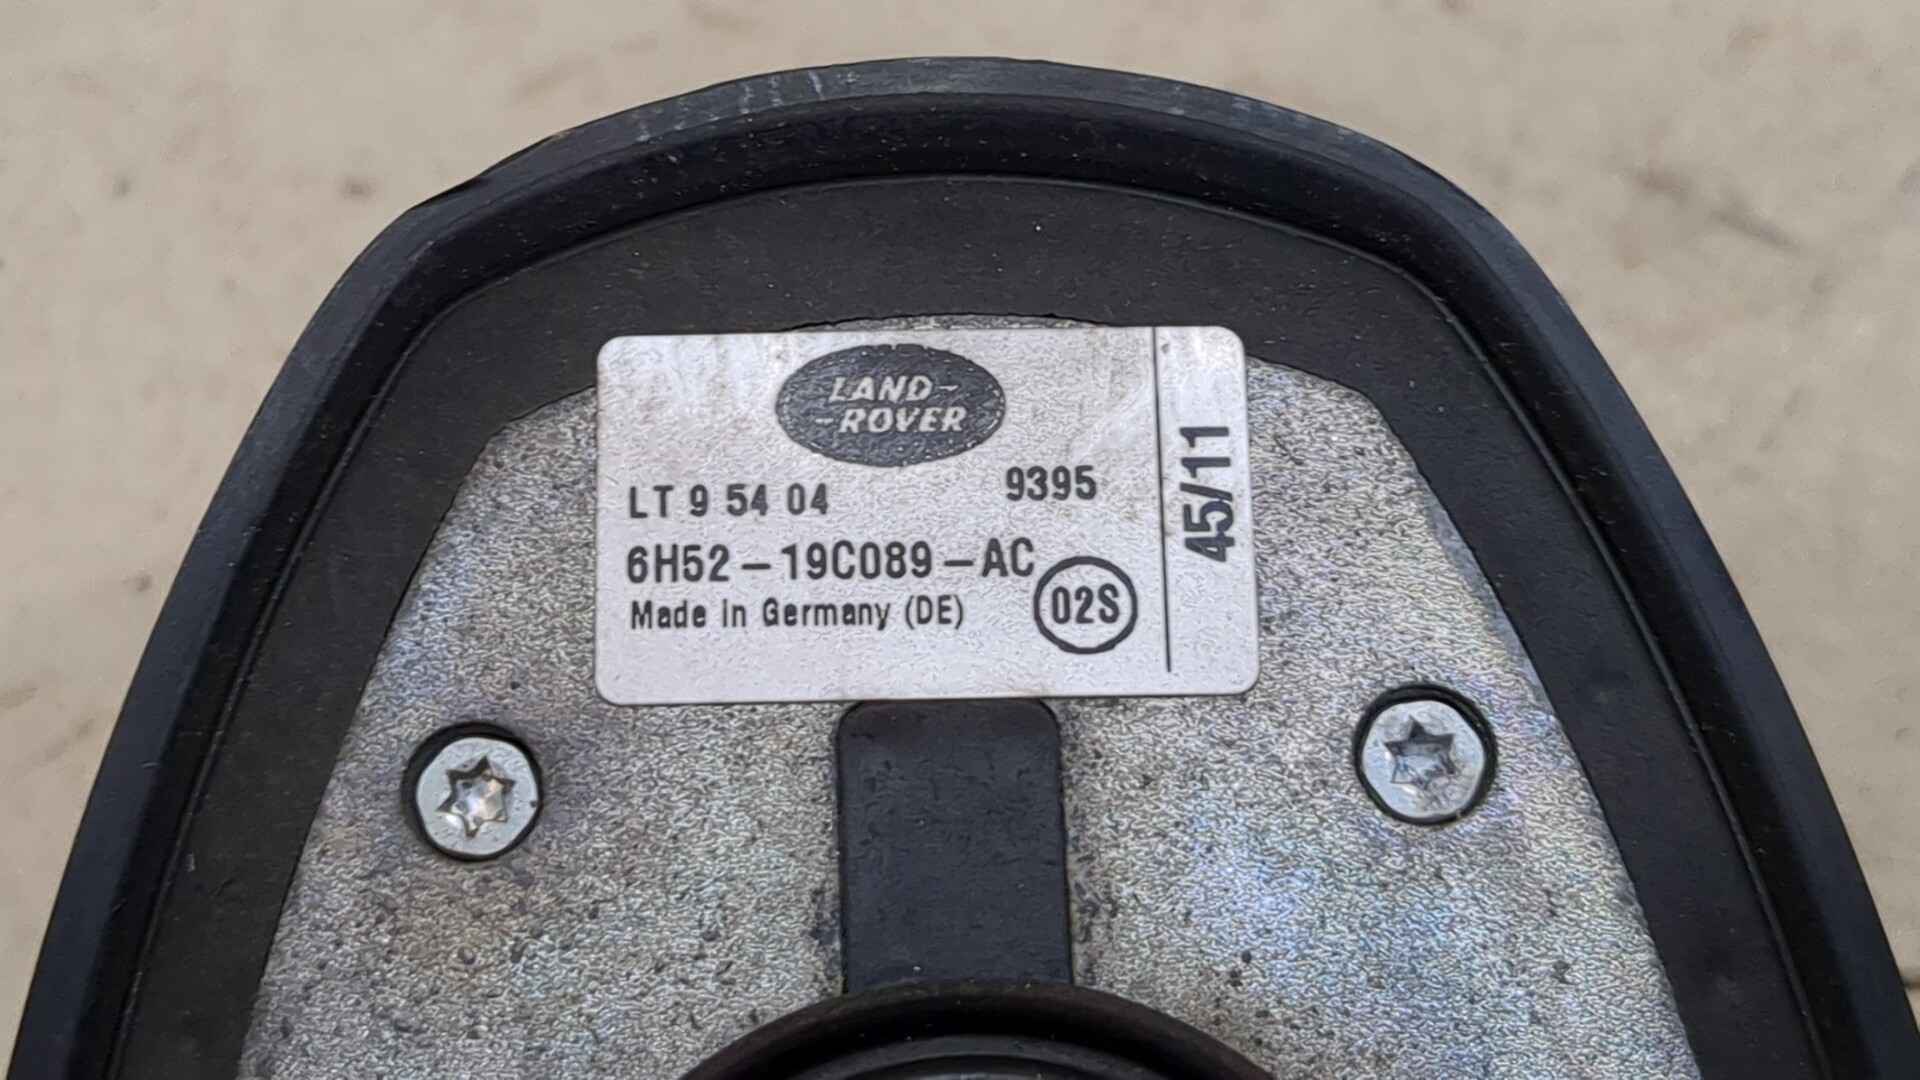 LAND-
-ROVER
LT 9 54 04 9395
6H52-19C089-AC
Made in Germany (DE) 02S
45/11